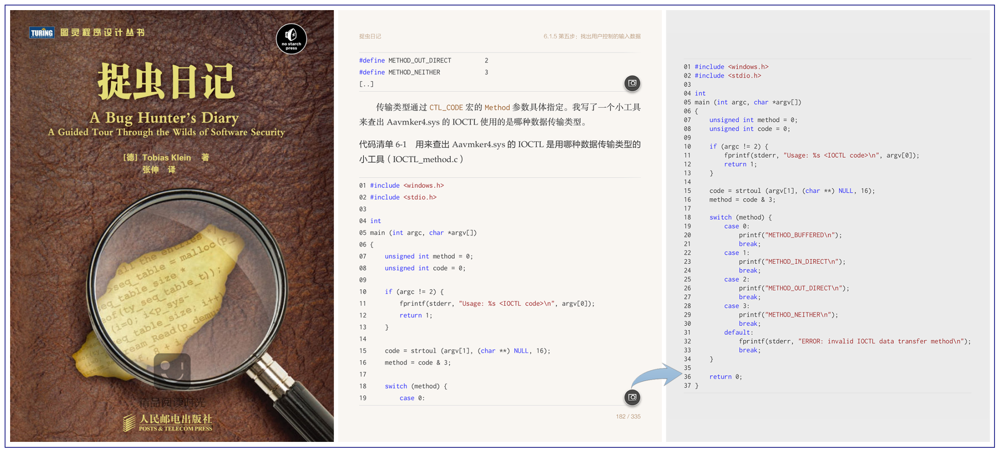 TURING 图灵程序设计丛书
no starch
press
捉虫日记
A Bug Hunter's Diary
A Guided Tour Through the Wilds of Software Security
[德] Tobias Klein 著
张伸 译
all the entries */
>seq_table = malloc(p_s
seq_table_size *
eof(ty_seq_table_t));
(i=0; i<p_sys-
eq_table_size; i++
ream_Read(p_demu
精品阅读时光
人民邮电出版社
POSTS & TELECOM PRESS
捉虫日记
6.1.5 第五步：找出用户控制的输入数据
#define METHOD_OUT_DIRECT 2
#define METHOD_NEITHER 3
[..]
传输类型通过 CTL_CODE 宏的 Method 参数具体指定。我写了一个小工具
来查出 Aavmker4.sys 的 IOCTL 使用的是哪种数据传输类型。
代码清单 6-1 用来查出 Aavmker4.sys 的 IOCTL 是用哪种数据传输类型的
小工具（IOCTL_method.c）
01 #include <windows.h>
02 #include <stdio.h>
03
04 int
05 main (int argc, char *argv[])
06 {
07     unsigned int method = 0;
08     unsigned int code = 0;
09
10     if (argc != 2) {
11         fprintf(stderr, "Usage: %s <IOCTL code>\n", argv[0]);
12         return 1;
13     }
14
15     code = strtoul (argv[1], (char **) NULL, 16);
16     method = code & 3;
17
18     switch (method) {
19         case 0:
182 / 335
01 #include <windows.h>
02 #include <stdio.h>
03
04 int
05 main (int argc, char *argv[])
06 {
07     unsigned int method = 0;
08     unsigned int code = 0;
09
10     if (argc != 2) {
11         fprintf(stderr, "Usage: %s <IOCTL code>\n", argv[0]);
12         return 1;
13     }
14
15     code = strtoul (argv[1], (char **) NULL, 16);
16     method = code & 3;
17
18     switch (method) {
19         case 0:
20             printf("METHOD_BUFFERED\n");
21             break;
22         case 1:
23             printf("METHOD_IN_DIRECT\n");
24             break;
25         case 2:
26             printf("METHOD_OUT_DIRECT\n");
27             break;
28         case 3:
29             printf("METHOD_NEITHER\n");
30             break;
31         default:
32             fprintf(stderr, "ERROR: invalid IOCTL data transfer method\n");
33             break;
34     }
35
36     return 0;
37 }